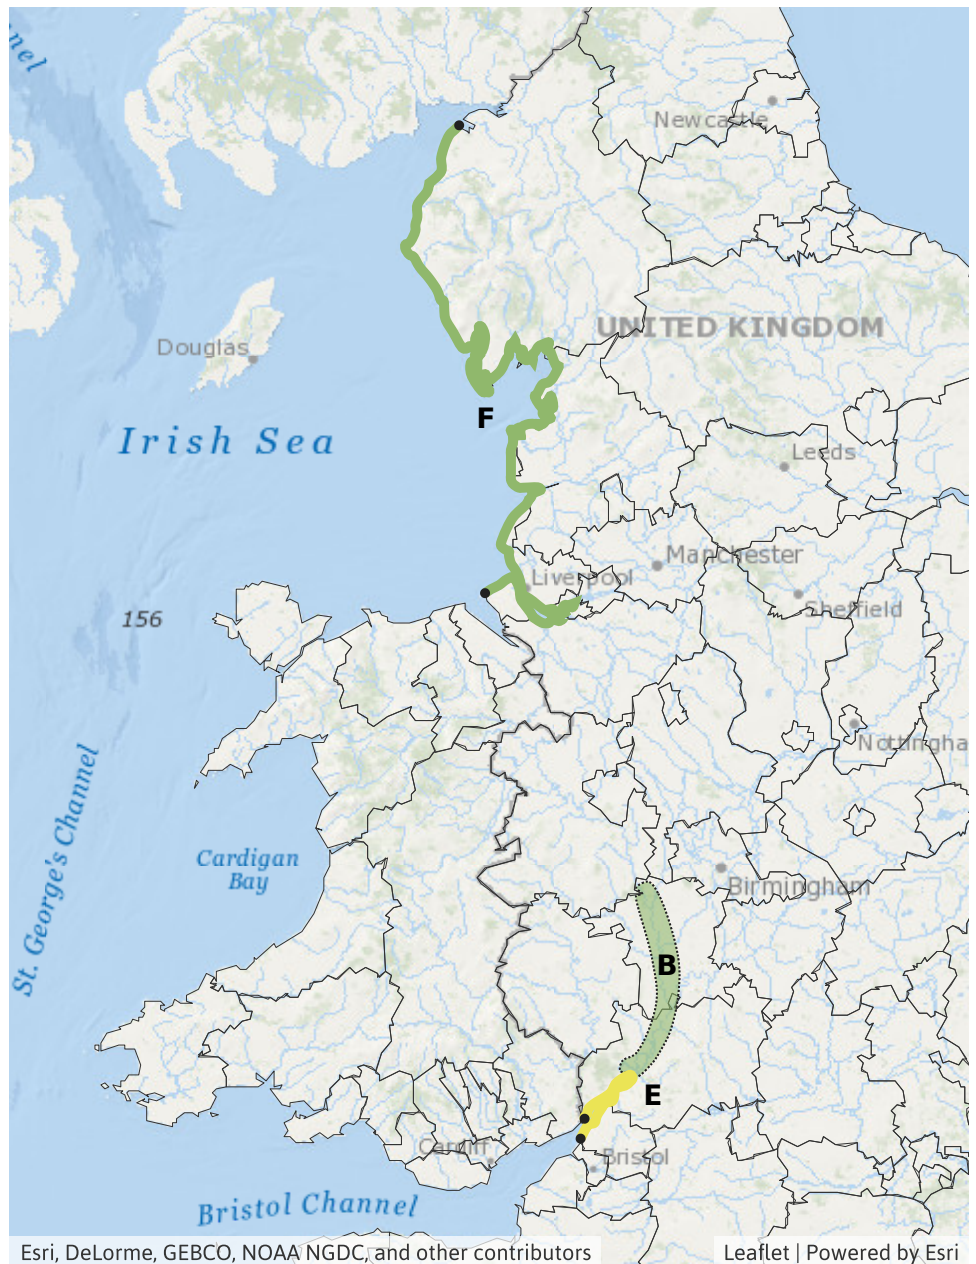 nel
Newcastle
UNITED KINGDOM
Douglas
F
Irish Sea
Leeds
Manchester
Liverpool
Sheffield
156
Nottingha
St. George's Channel
Cardigan
Bay
Birmingham
B
E
Cardiff
Bristol
Bristol Channel
Esri, DeLorme, GEBCO, NOAA NGDC, and other contributors
Leaflet | Powered by Esri